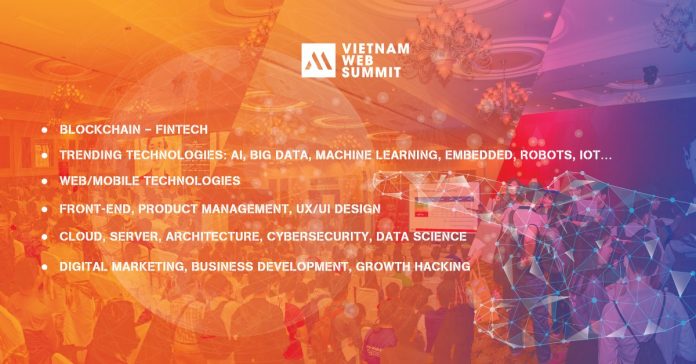 VIETNAM
WEB
SUMMIT
• BLOCKCHAIN – FINTECH
• TRENDING TECHNOLOGIES: AI, BIG DATA, MACHINE LEARNING, EMBEDDED, ROBOTS, IOT...
• WEB/MOBILE TECHNOLOGIES
• FRONT-END, PRODUCT MANAGEMENT, UX/UI DESIGN
• CLOUD, SERVER, ARCHITECTURE, CYBERSECURITY, DATA SCIENCE
• DIGITAL MARKETING, BUSINESS DEVELOPMENT, GROWTH HACKING